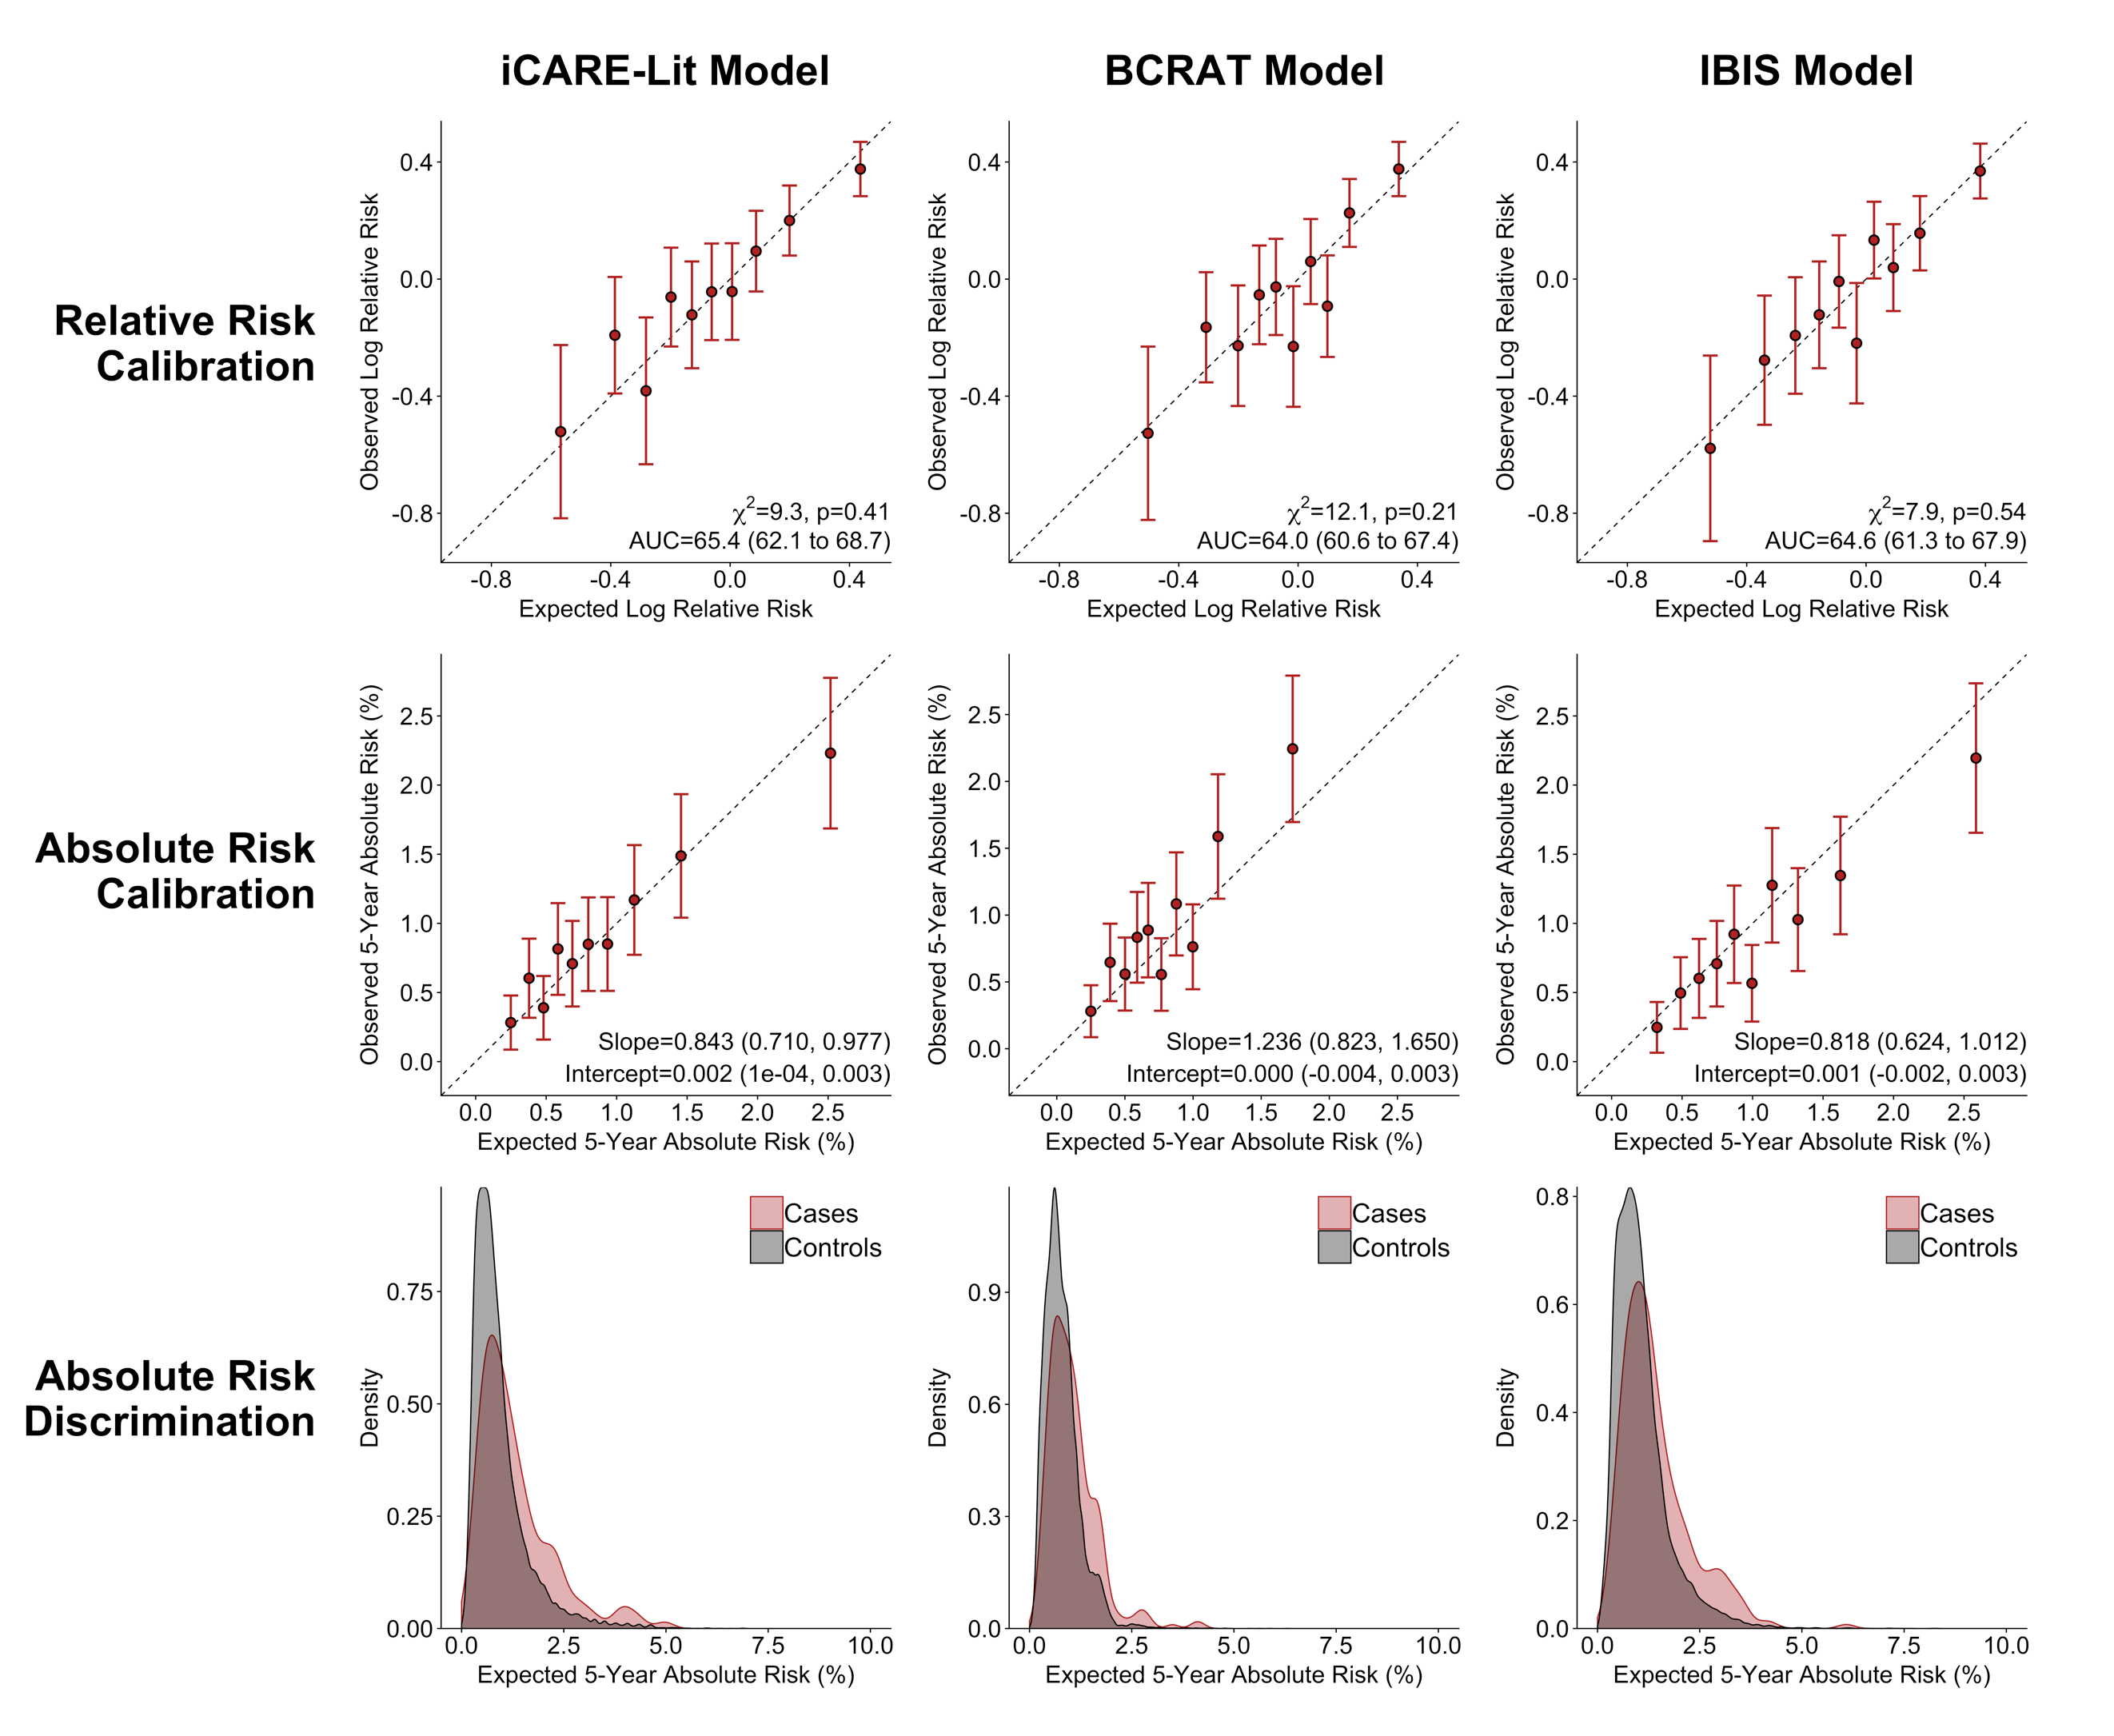 iCARE-Lit Model
BCRAT Model
IBIS Model
Relative Risk
Calibration
Observed Log Relative Risk
0.4
0.0
-0.4
-0.8
χ2=9.3, p=0.41
AUC=65.4 (62.1 to 68.7)
-0.8 -0.4 0.0 0.4
Expected Log Relative Risk
Observed Log Relative Risk
0.4
0.0
-0.4
-0.8
χ2=12.1, p=0.21
AUC=64.0 (60.6 to 67.4)
-0.8 -0.4 0.0 0.4
Expected Log Relative Risk
Observed Log Relative Risk
0.4
0.0
-0.4
-0.8
χ2=7.9, p=0.54
AUC=64.6 (61.3 to 67.9)
-0.8 -0.4 0.0 0.4
Expected Log Relative Risk
Absolute Risk
Calibration
Observed 5-Year Absolute Risk (%)
2.5
2.0
1.5
1.0
0.5
0.0
Slope=0.843 (0.710, 0.977)
Intercept=0.002 (1e-04, 0.003)
0.0 0.5 1.0 1.5 2.0 2.5
Expected 5-Year Absolute Risk (%)
Observed 5-Year Absolute Risk (%)
2.5
2.0
1.5
1.0
0.5
0.0
Slope=1.236 (0.823, 1.650)
Intercept=0.000 (-0.004, 0.003)
0.0 0.5 1.0 1.5 2.0 2.5
Expected 5-Year Absolute Risk (%)
Observed 5-Year Absolute Risk (%)
2.5
2.0
1.5
1.0
0.5
0.0
Slope=0.818 (0.624, 1.012)
Intercept=0.001 (-0.002, 0.003)
0.0 0.5 1.0 1.5 2.0 2.5
Expected 5-Year Absolute Risk (%)
Absolute Risk
Discrimination
Density
Cases
Controls
0.75
0.50
0.25
0.00
0.0 2.5 5.0 7.5 10.0
Expected 5-Year Absolute Risk (%)
Density
Cases
Controls
0.9
0.6
0.3
0.0
0.0 2.5 5.0 7.5 10.0
Expected 5-Year Absolute Risk (%)
Density
Cases
Controls
0.8
0.6
0.4
0.2
0.0
0.0 2.5 5.0 7.5 10.0
Expected 5-Year Absolute Risk (%)